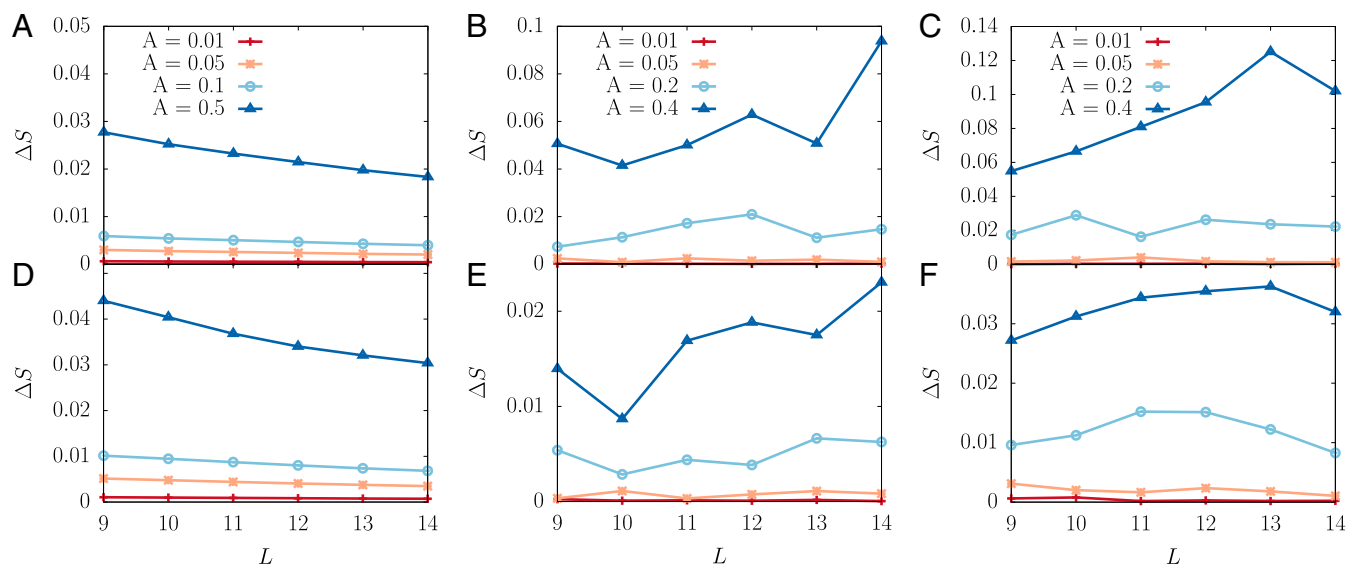 A
0.05
0.04
0.03
0.02
0.01
0
ΔS
A = 0.01
A = 0.05
A = 0.1
A = 0.5
B
0.1
0.08
0.06
0.04
0.02
0
ΔS
A = 0.01
A = 0.05
A = 0.2
A = 0.4
C
0.14
0.12
0.1
0.08
0.06
0.04
0.02
0
ΔS
A = 0.01
A = 0.05
A = 0.2
A = 0.4
D
0.04
0.03
0.02
0.01
0
ΔS
9 10 11 12 13 14
L
E
0.02
0.01
0
ΔS
9 10 11 12 13 14
L
F
0.03
0.02
0.01
0
ΔS
9 10 11 12 13 14
L